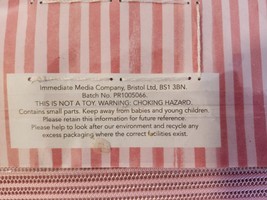 Immediate Media Company, Bristol Ltd, BS1 3BN.
Batch No. PR1005066.
THIS IS NOT A TOY. WARNING: CHOKING HAZARD.
Contains small parts. Keep away from babies and young children.
Please retain this information for future reference.
Please help to look after our environment and recycle any
excess packaging where the correct facilities exist.